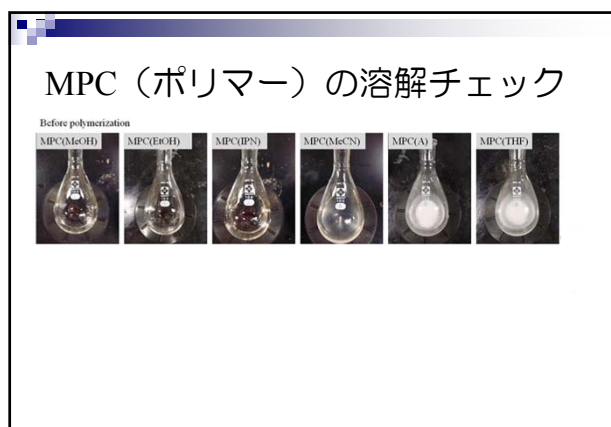 MPC（ポリマー）の溶解チェック
Before polymerization
MPC(MeOH) MPC(EtOH) MPC(IPN) MPC(MeCN) MPC(A) MPC(THF)